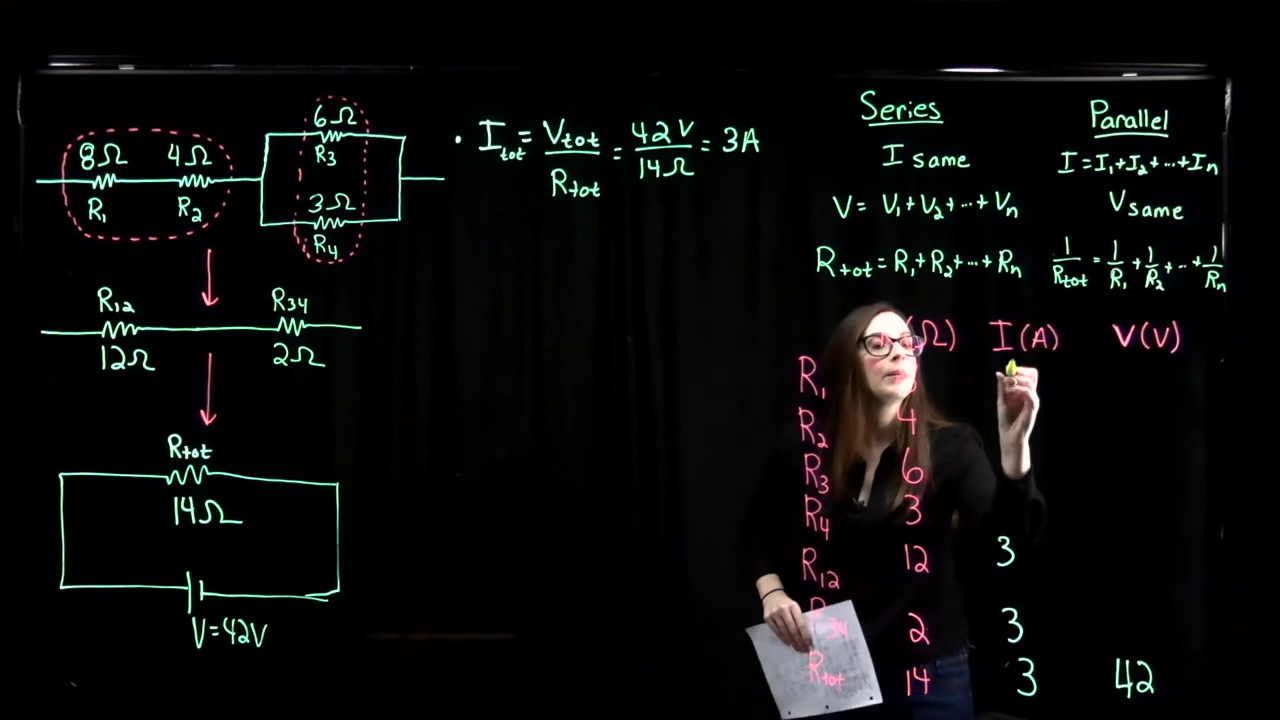 8Ω 4Ω
R₁ R₂
6Ω
R₃
3Ω
R₄
R₁₂ R₃₄
12Ω 2Ω
Rtot
14Ω
V=42V
• Itot = Vtot/Rtot = 42V/14Ω = 3A
Series
I same
V = V₁+V₂+...+Vn
Rtot = R₁+R₂+...+Rn
Parallel
I = I₁+I₂+...+In
V same
1/Rtot = 1/R₁+1/R₂+...+1/Rn
(Ω) I(A) V(V)
R₁
R₂ 4
R₃ 6
R₄ 3
R₁₂ 12 3
R₃₄ 2 3
Rtot 14 3 42